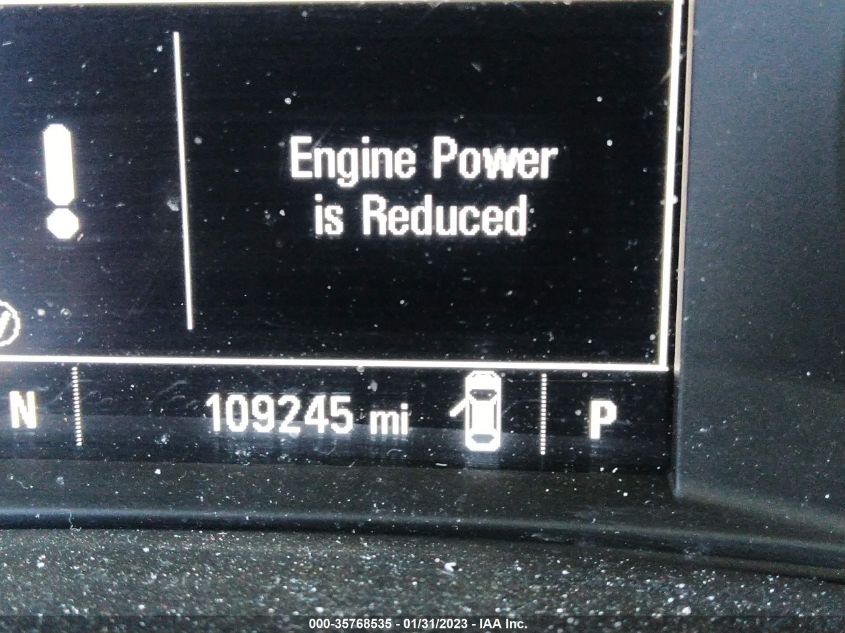 Engine Power
is Reduced
N
109245 mi
P
000-35768535 - 01/31/2023 - IAA Inc.